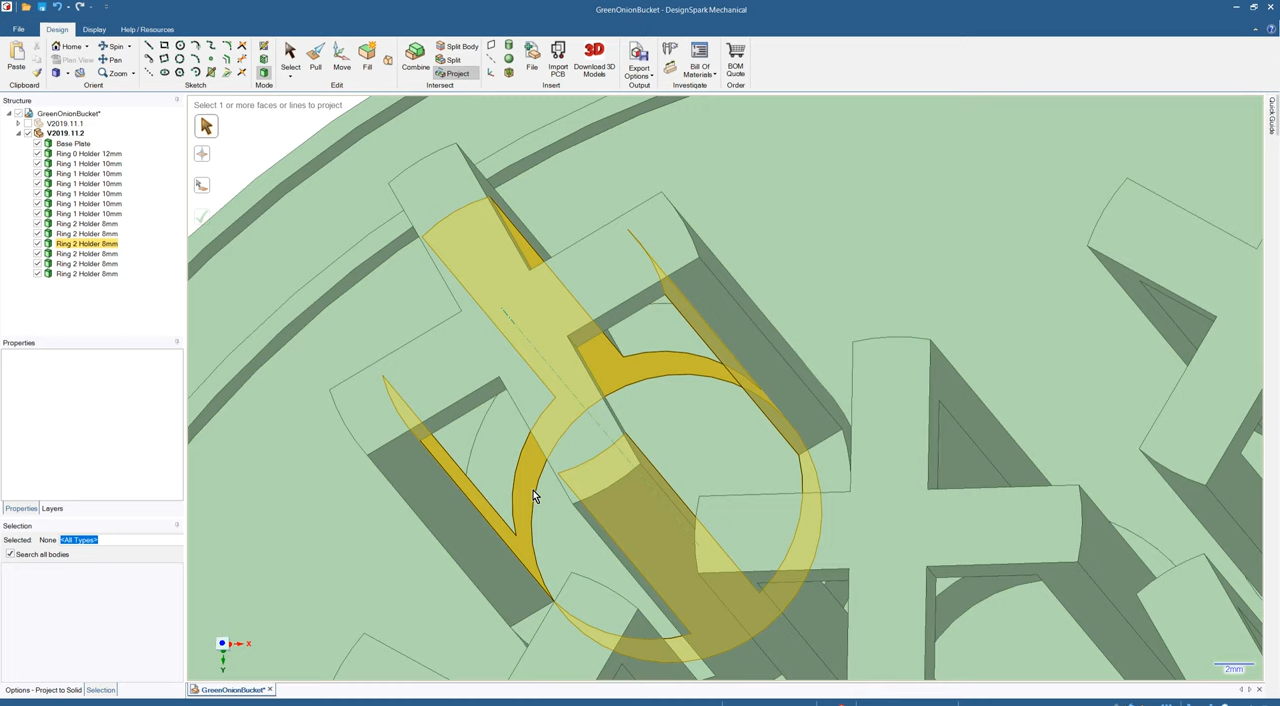 GreenOnionBucket - DesignSpark Mechanical
File Design Display Help / Resources
Paste Home Spin Select Pull Move Fill Combine Split Body File Import PCB Download 3D Models Export Options Bill Of Materials BOM Quote
Plan View Pan Split
Zoom Project
Clipboard Orient Sketch Mode Edit Intersect Insert Output Investigate Order
Structure
Select 1 or more faces or lines to project
Quick Guide
GreenOnionBucket*
V2019.11.1
V2019.11.2
Base Plate
Ring 0 Holder 12mm
Ring 1 Holder 10mm
Ring 1 Holder 10mm
Ring 1 Holder 10mm
Ring 1 Holder 10mm
Ring 1 Holder 10mm
Ring 1 Holder 10mm
Ring 2 Holder 8mm
Ring 2 Holder 8mm
Ring 2 Holder 8mm
Ring 2 Holder 8mm
Ring 2 Holder 8mm
Ring 2 Holder 8mm
Properties
Properties Layers
Selection
Selected: None <All Types>
Search all bodies
X
Y
2mm
Options - Project to Solid Selection
GreenOnionBucket*